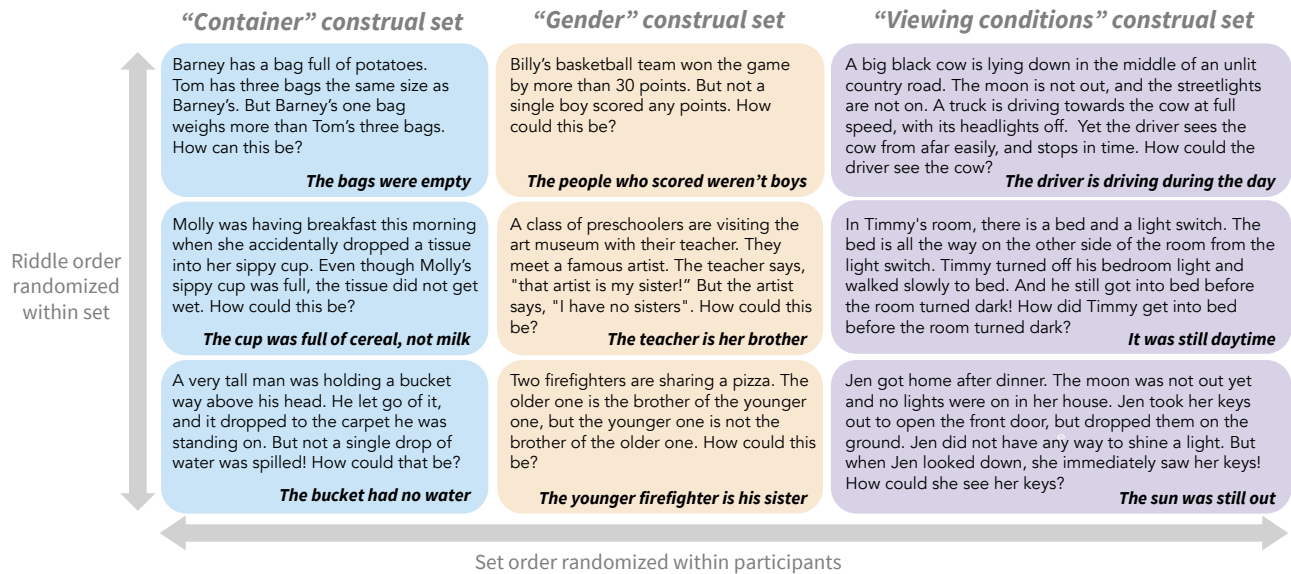 “Container” construal set
“Gender” construal set
“Viewing conditions” construal set
Riddle order
randomized
within set
Barney has a bag full of potatoes.
Tom has three bags the same size as
Barney’s. But Barney’s one bag
weighs more than Tom’s three bags.
How can this be?
The bags were empty
Billy’s basketball team won the game
by more than 30 points. But not a
single boy scored any points. How
could this be?
The people who scored weren’t boys
A big black cow is lying down in the middle of an unlit
country road. The moon is not out, and the streetlights
are not on. A truck is driving towards the cow at full
speed, with its headlights off.  Yet the driver sees the
cow from afar easily, and stops in time. How could the
driver see the cow?
The driver is driving during the day
Molly was having breakfast this morning
when she accidentally dropped a tissue
into her sippy cup. Even though Molly’s
sippy cup was full, the tissue did not get
wet. How could this be?
The cup was full of cereal, not milk
A class of preschoolers are visiting the
art museum with their teacher. They
meet a famous artist. The teacher says,
"that artist is my sister!” But the artist
says, "I have no sisters". How could this
be?
The teacher is her brother
In Timmy's room, there is a bed and a light switch. The
bed is all the way on the other side of the room from the
light switch. Timmy turned off his bedroom light and
walked slowly to bed. And he still got into bed before
the room turned dark! How did Timmy get into bed
before the room turned dark?
It was still daytime
A very tall man was holding a bucket
way above his head. He let go of it,
and it dropped to the carpet he was
standing on. But not a single drop of
water was spilled! How could that be?
The bucket had no water
Two firefighters are sharing a pizza. The
older one is the brother of the younger
one, but the younger one is not the
brother of the older one. How could this
be?
The younger firefighter is his sister
Jen got home after dinner. The moon was not out yet
and no lights were on in her house. Jen took her keys
out to open the front door, but dropped them on the
ground. Jen did not have any way to shine a light. But
when Jen looked down, she immediately saw her keys!
How could she see her keys?
The sun was still out
Set order randomized within participants